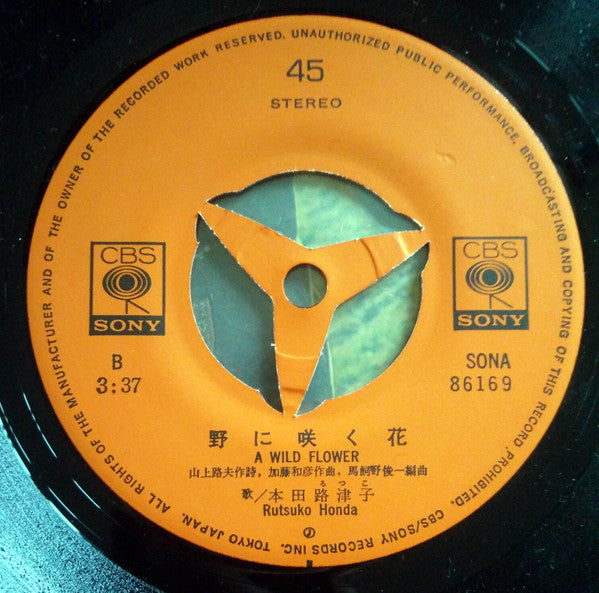 ALL RIGHTS OF THE MANUFACTURER AND OF THE OWNER OF THE RECORDED WORK RESERVED. UNAUTHORIZED PUBLIC PERFORMANCE, BROADCASTING AND COPYING OF THIS RECORD PROHIBITED. CBS/SONY RECORDS INC. TOKYO JAPAN.
45
STEREO
CBS
SONY
CBS
SONY
B
3:37
SONA
86169
野に咲く花
A WILD FLOWER
山上路夫作詩，加藤和彦作曲，馬飼野俊一編曲
るつこ
歌／本田路津子
Rutsuko Honda
Ⓟ